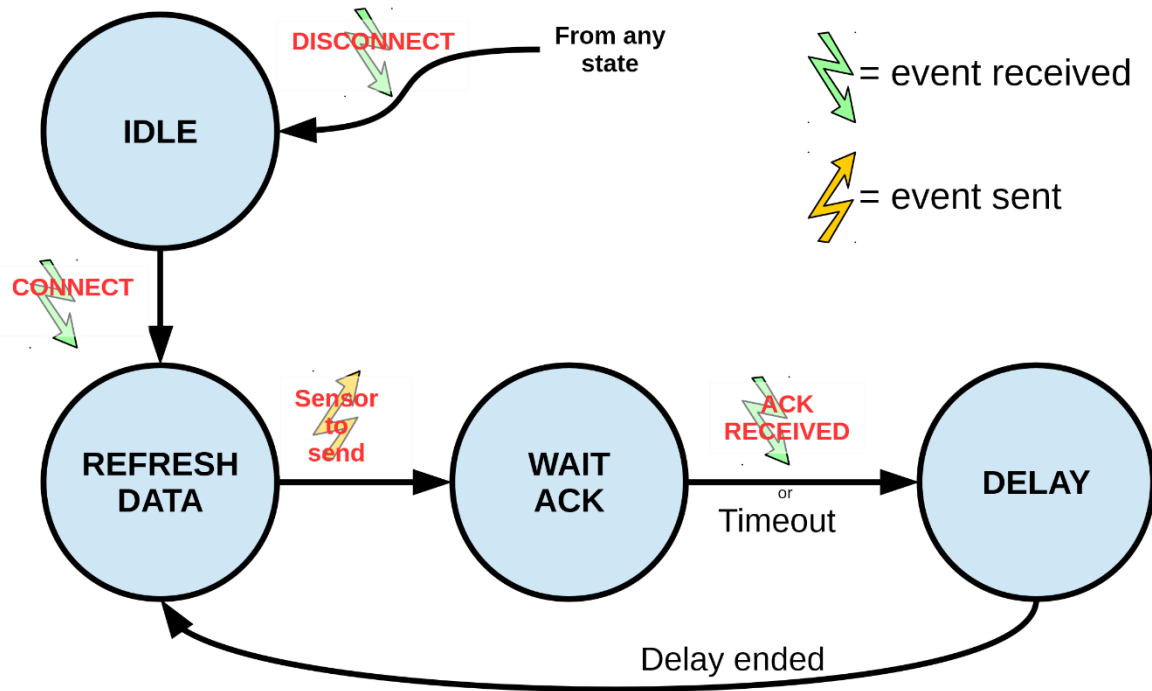 DISCONNECT
From any
state
= event received
IDLE
= event sent
CONNECT
Sensor
to
send
ACK
RECEIVED
REFRESH
DATA
WAIT
ACK
or
Timeout
DELAY
Delay ended